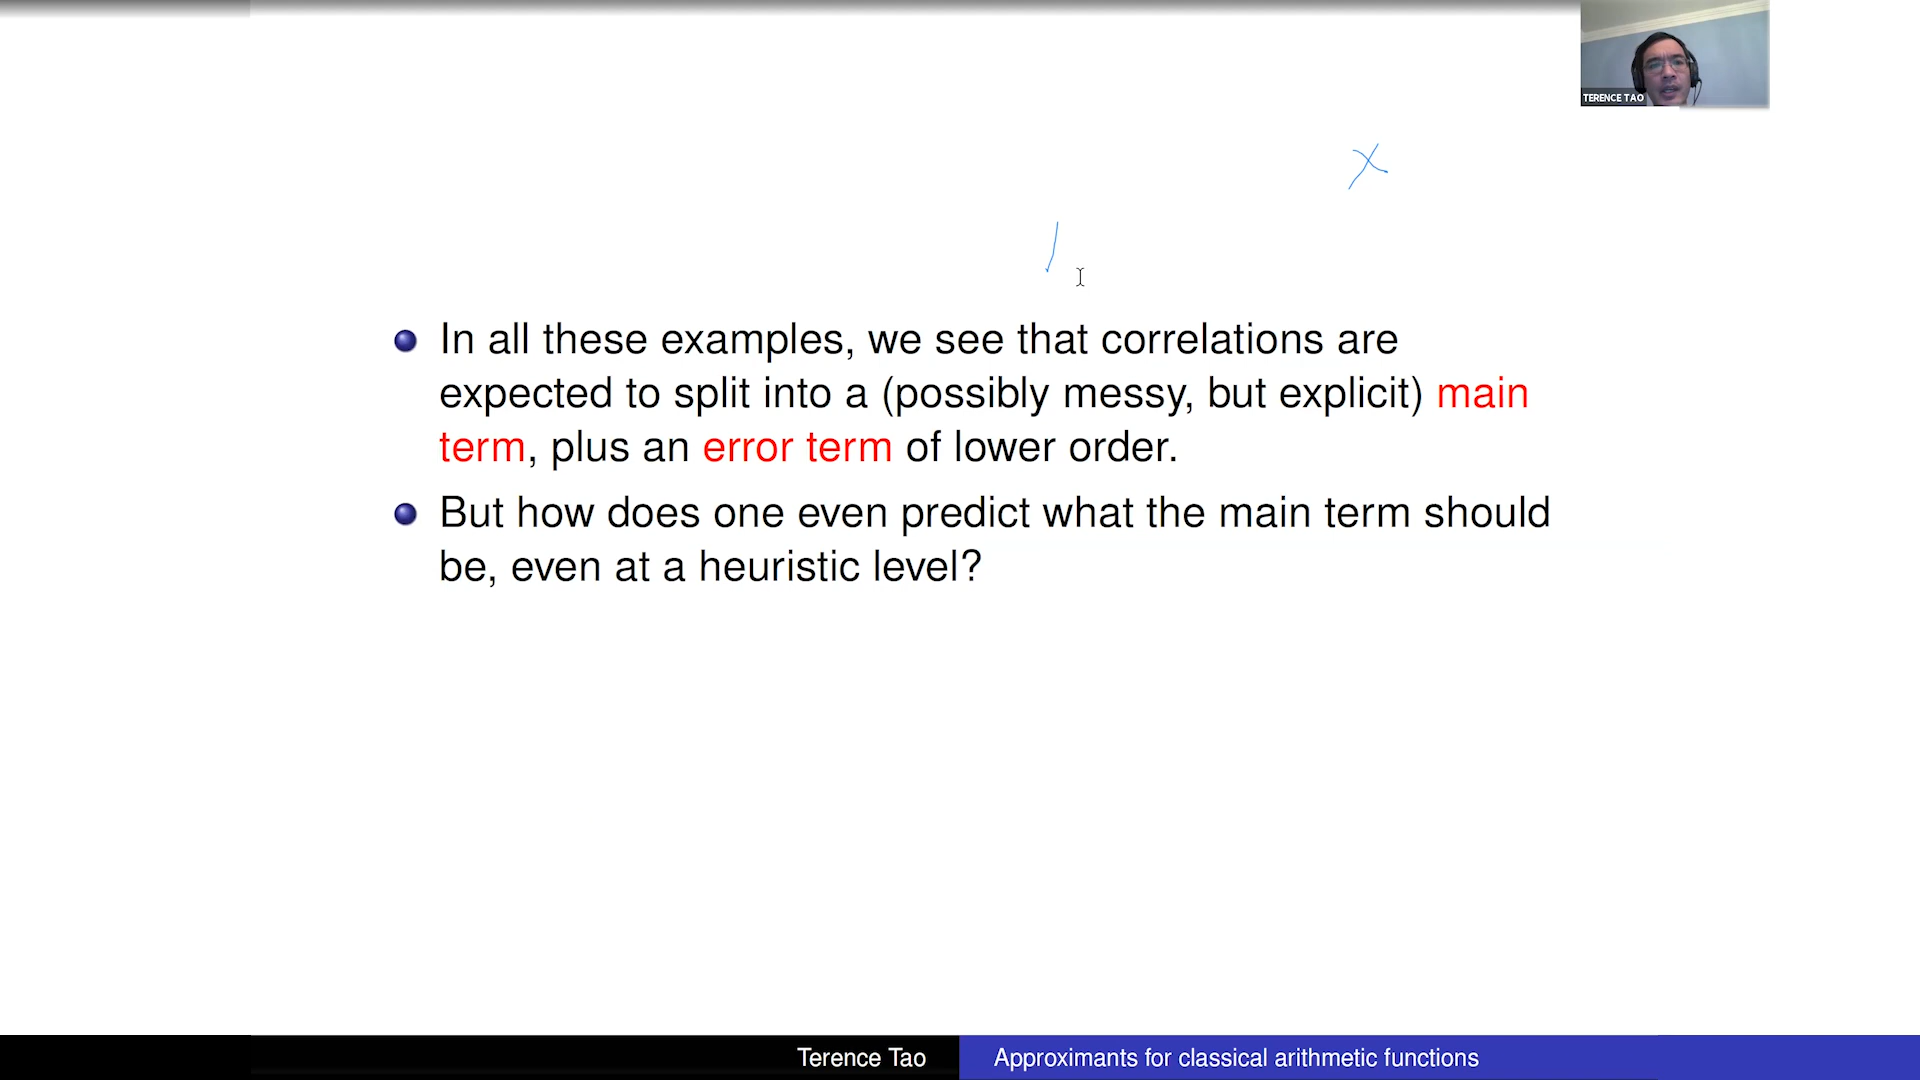 TERENCE TAO
x
In all these examples, we see that correlations are
expected to split into a (possibly messy, but explicit) main
term, plus an error term of lower order.
But how does one even predict what the main term should
be, even at a heuristic level?
Terence Tao Approximants for classical arithmetic functions